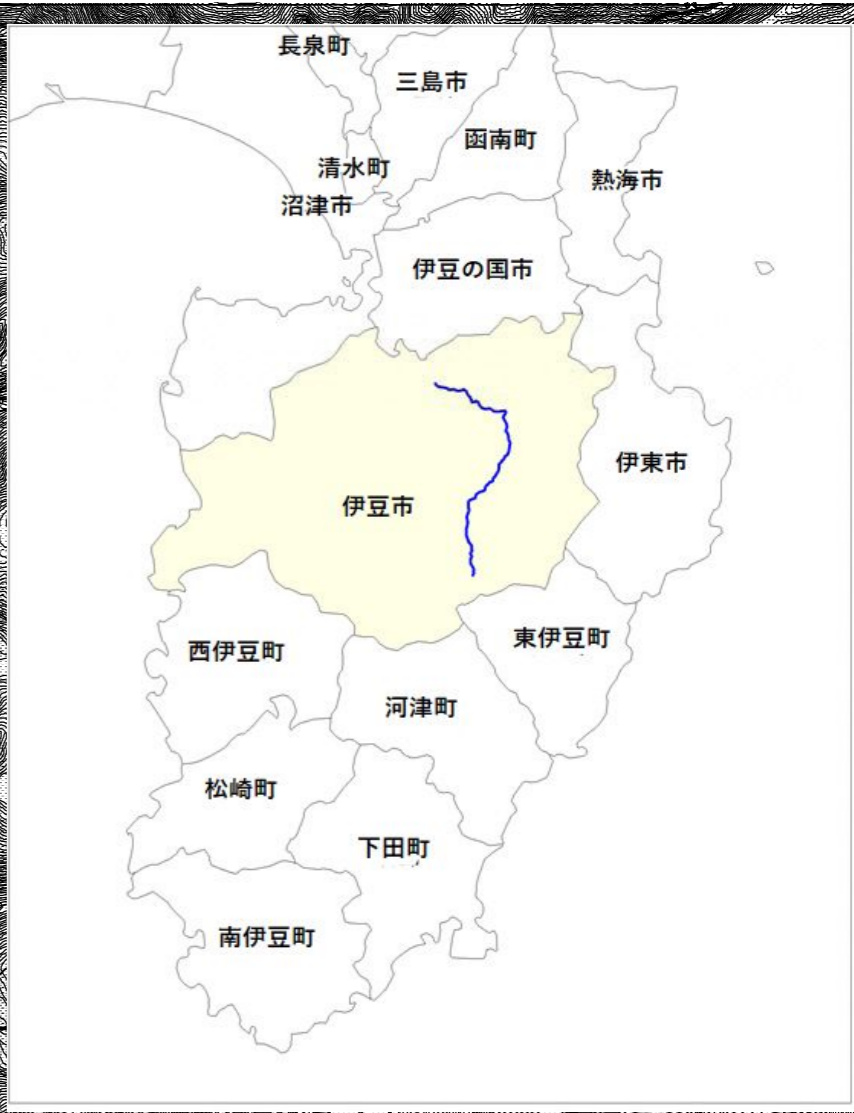 長泉町
三島市
函南町
清水町
熱海市
沼津市
伊豆の国市
伊東市
伊豆市
東伊豆町
西伊豆町
河津町
松崎町
下田町
南伊豆町